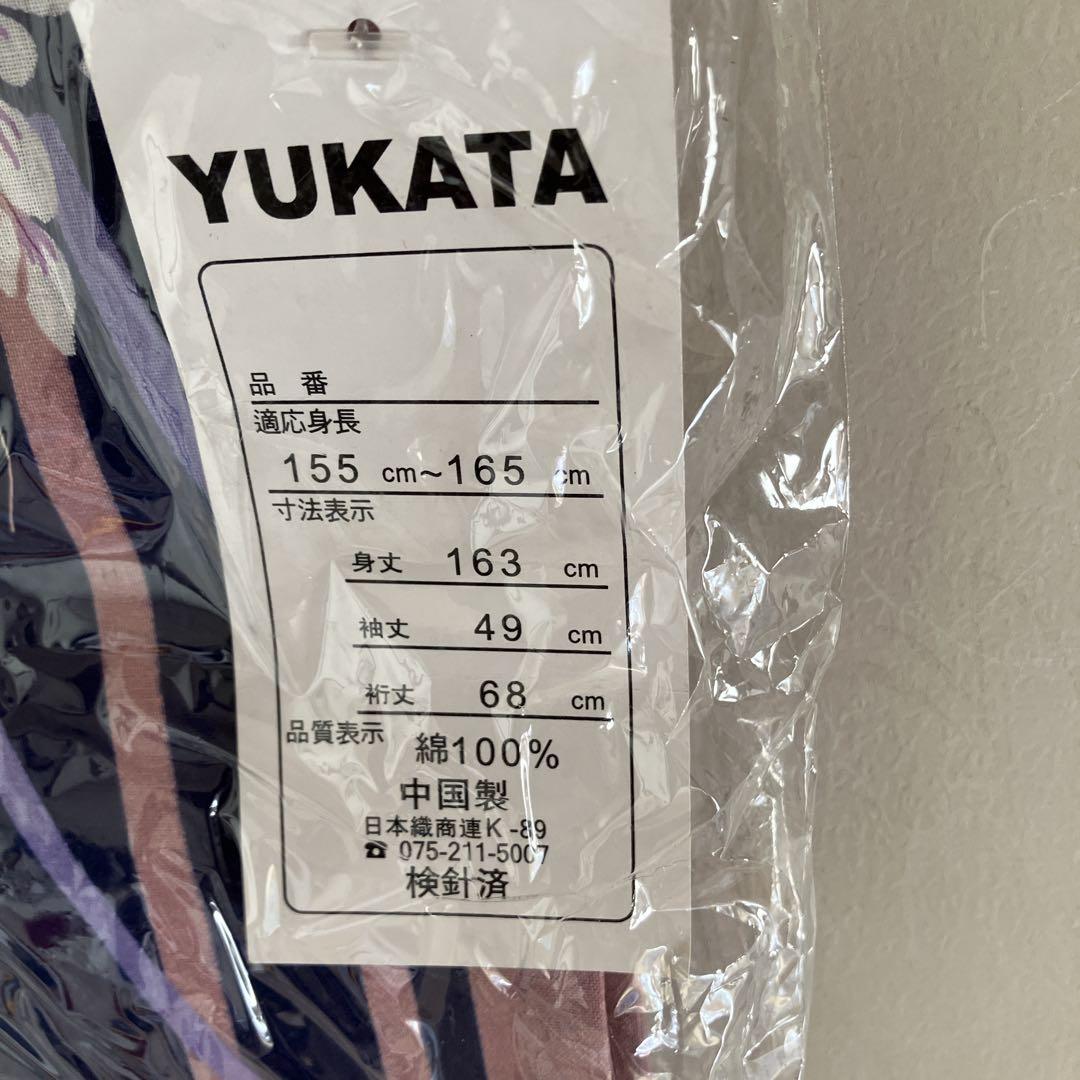 YUKATA
品 番
適応身長
155 cm~165 cm
寸法表示
身丈 163 cm
袖丈 49 cm
裄丈 68 cm
品質表示
綿100%
中国製
日本織商連K-89
☎ 075-211-5007
検針済